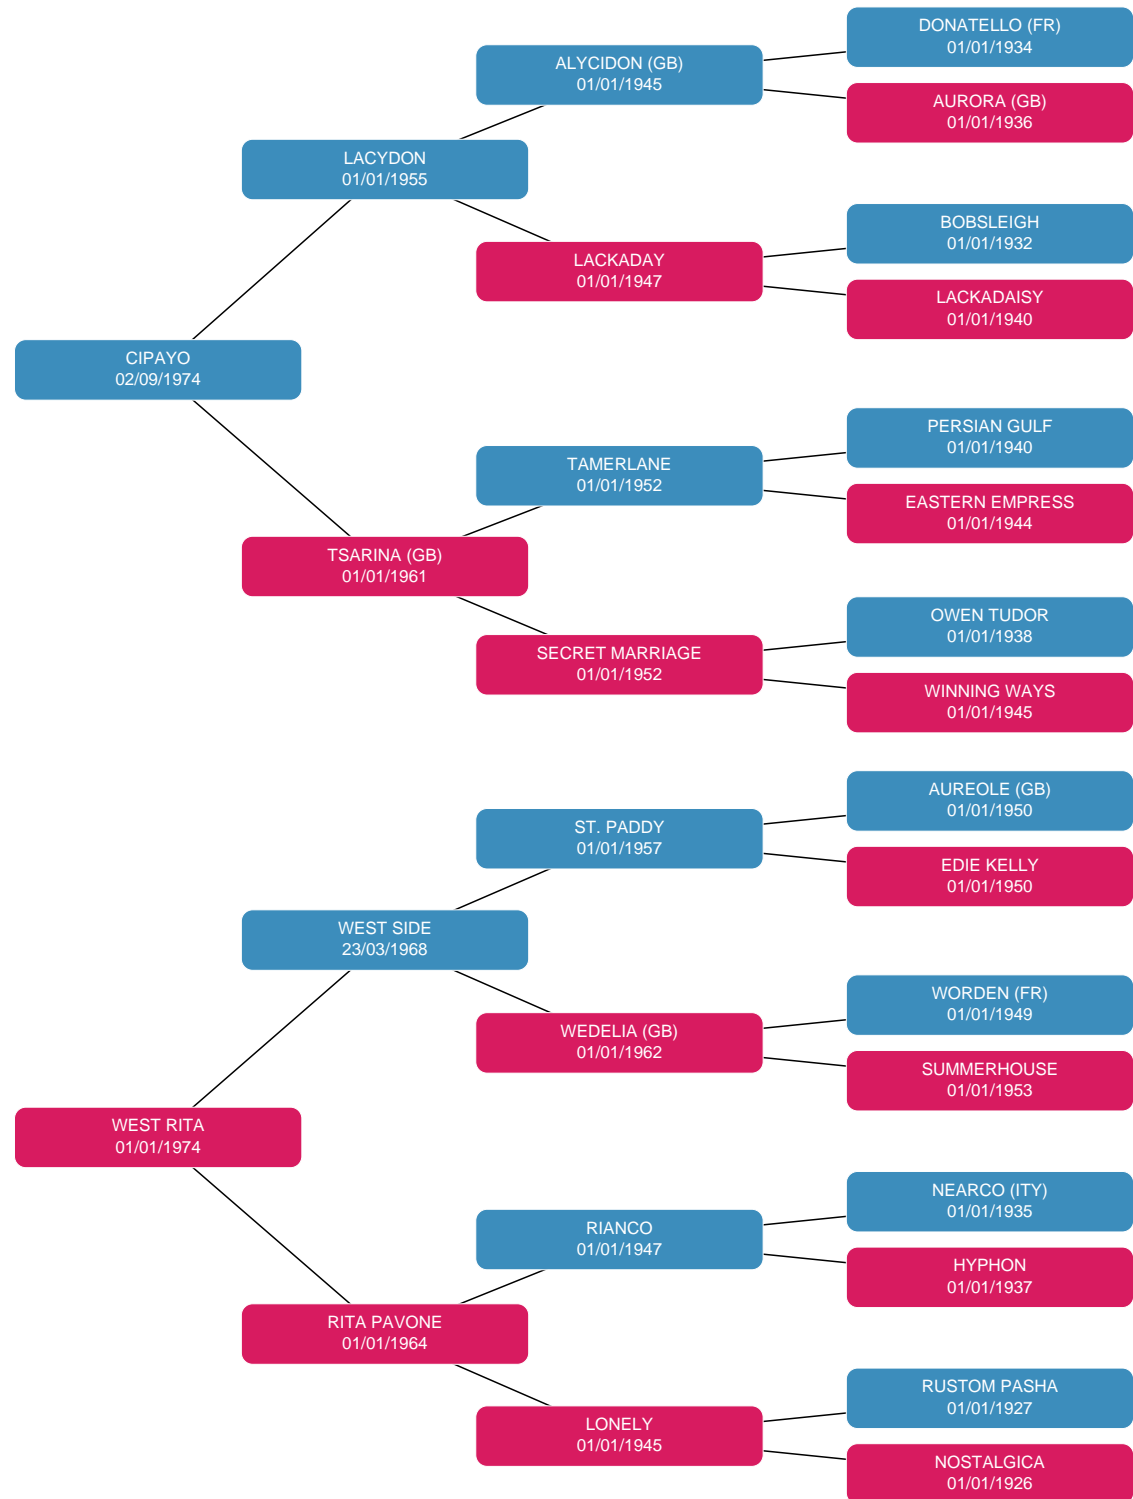 DONATELLO (FR)
01/01/1934
ALYCIDON (GB)
01/01/1945
AURORA (GB)
01/01/1936
LACYDON
01/01/1955
BOBSLEIGH
01/01/1932
LACKADAY
01/01/1947
LACKADAISY
01/01/1940
CIPAYO
02/09/1974
PERSIAN GULF
01/01/1940
TAMERLANE
01/01/1952
EASTERN EMPRESS
01/01/1944
TSARINA (GB)
01/01/1961
OWEN TUDOR
01/01/1938
SECRET MARRIAGE
01/01/1952
WINNING WAYS
01/01/1945
AUREOLE (GB)
01/01/1950
ST. PADDY
01/01/1957
EDIE KELLY
01/01/1950
WEST SIDE
23/03/1968
WORDEN (FR)
01/01/1949
WEDELIA (GB)
01/01/1962
SUMMERHOUSE
01/01/1953
WEST RITA
01/01/1974
NEARCO (ITY)
01/01/1935
RIANCO
01/01/1947
HYPHON
01/01/1937
RITA PAVONE
01/01/1964
RUSTOM PASHA
01/01/1927
LONELY
01/01/1945
NOSTALGICA
01/01/1926